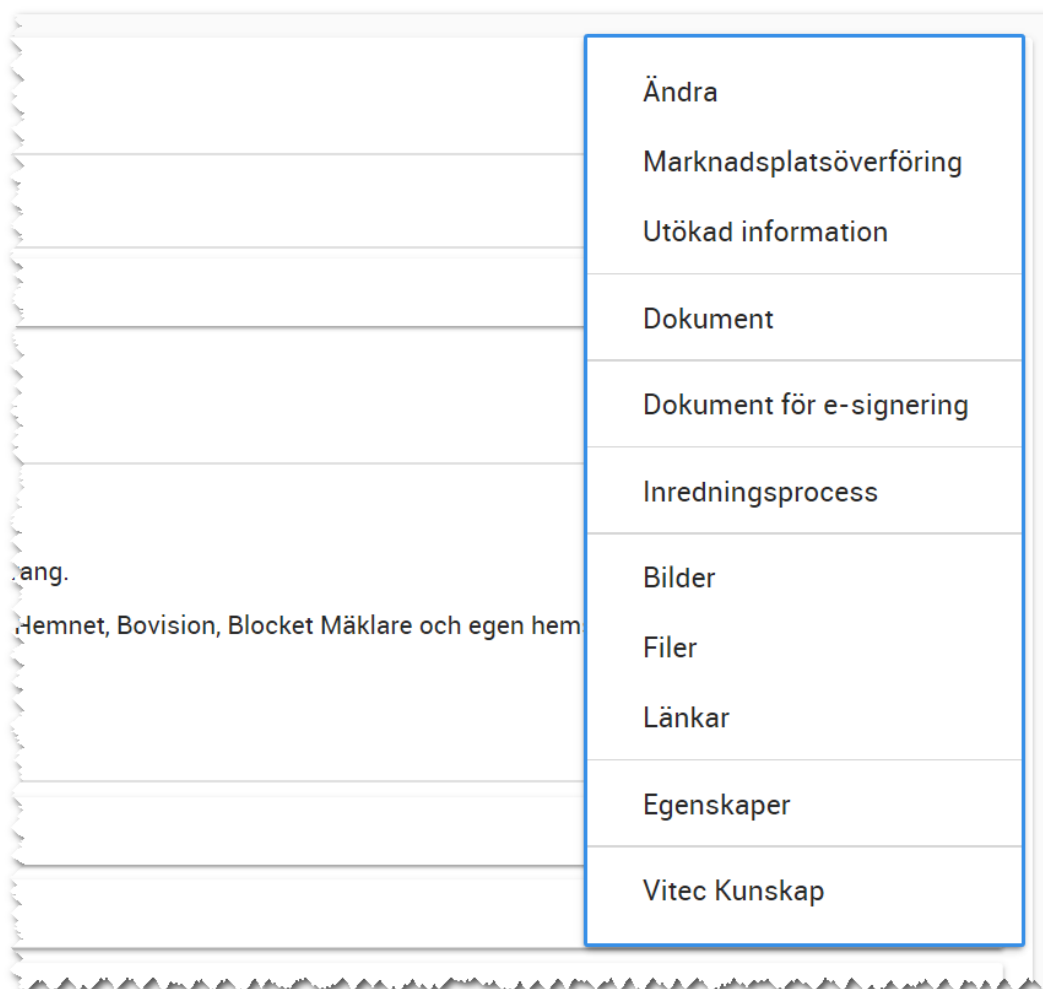 Ändra
Marknadsplatsöverföring
Utökad information
Dokument
Dokument för e-signering
Inredningsprocess
Bilder
Filer
Länkar
Egenskaper
Vitec Kunskap
ang.
Hemnet, Bovision, Blocket Mäklare och egen hem